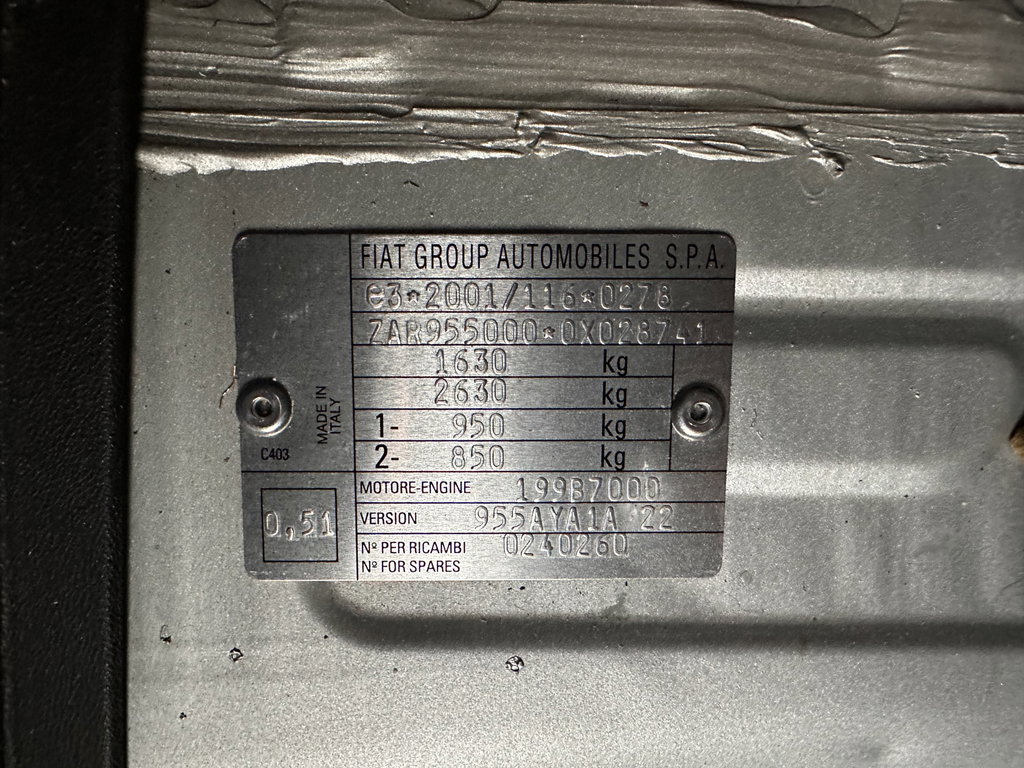 FIAT GROUP AUTOMOBILES S.P.A.
e3*2001/116*0278
ZAR955000*0X028741
1630 kg
2630 kg
1- 950 kg
2- 850 kg
MADE IN ITALY
C403
MOTORE-ENGINE 199B7000
0,51
VERSION 955AYA1A 22
Nº PER RICAMBI 0240260
Nº FOR SPARES